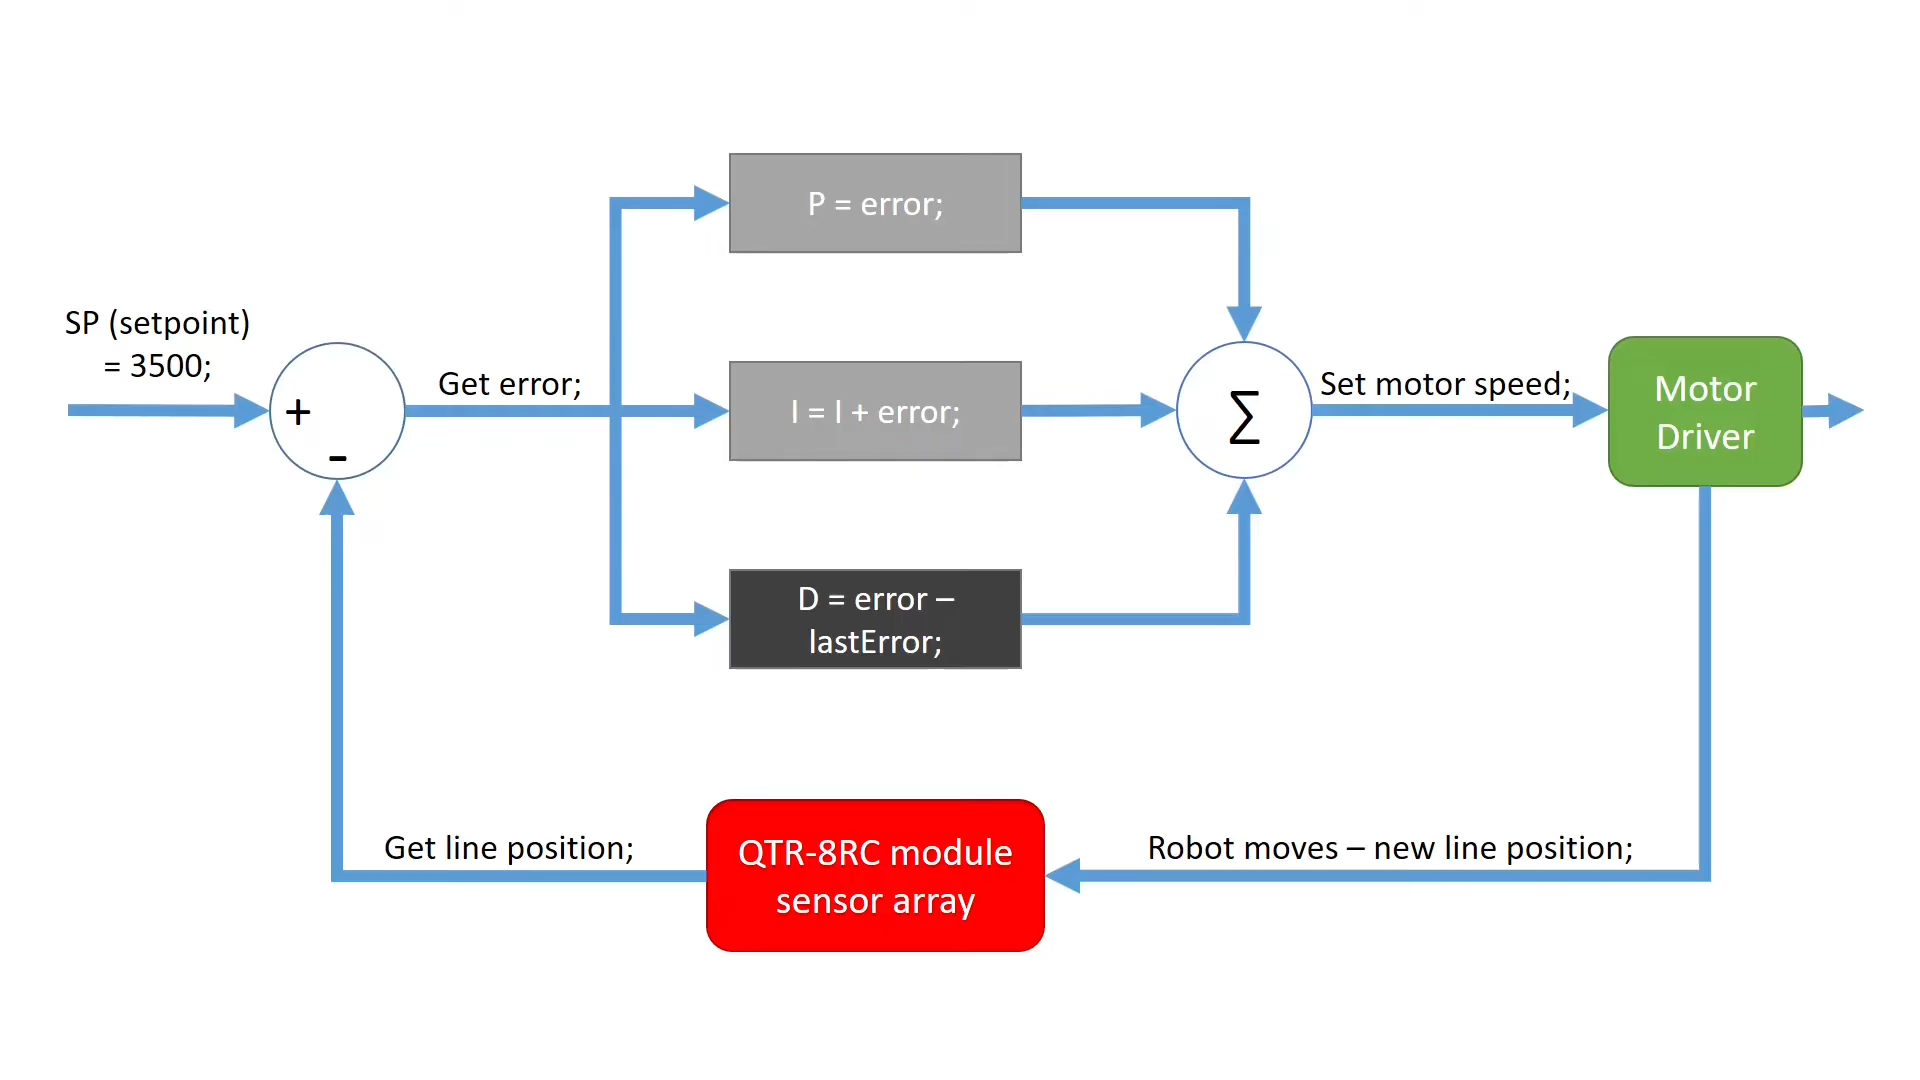 SP (setpoint)
= 3500;
+
-
Get error;
P = error;
I = I + error;
D = error –
lastError;
∑
Set motor speed;
Motor
Driver
Get line position;
QTR-8RC module
sensor array
Robot moves – new line position;